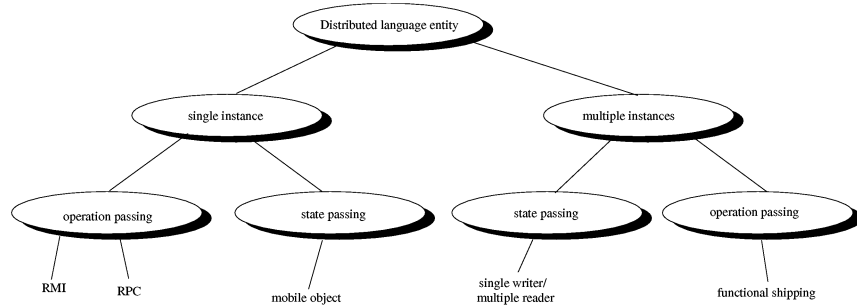 Distributed language entity
single instance
multiple instances
operation passing
state passing
state passing
operation passing
RMI
RPC
mobile object
single writer/
multiple reader
functional shipping